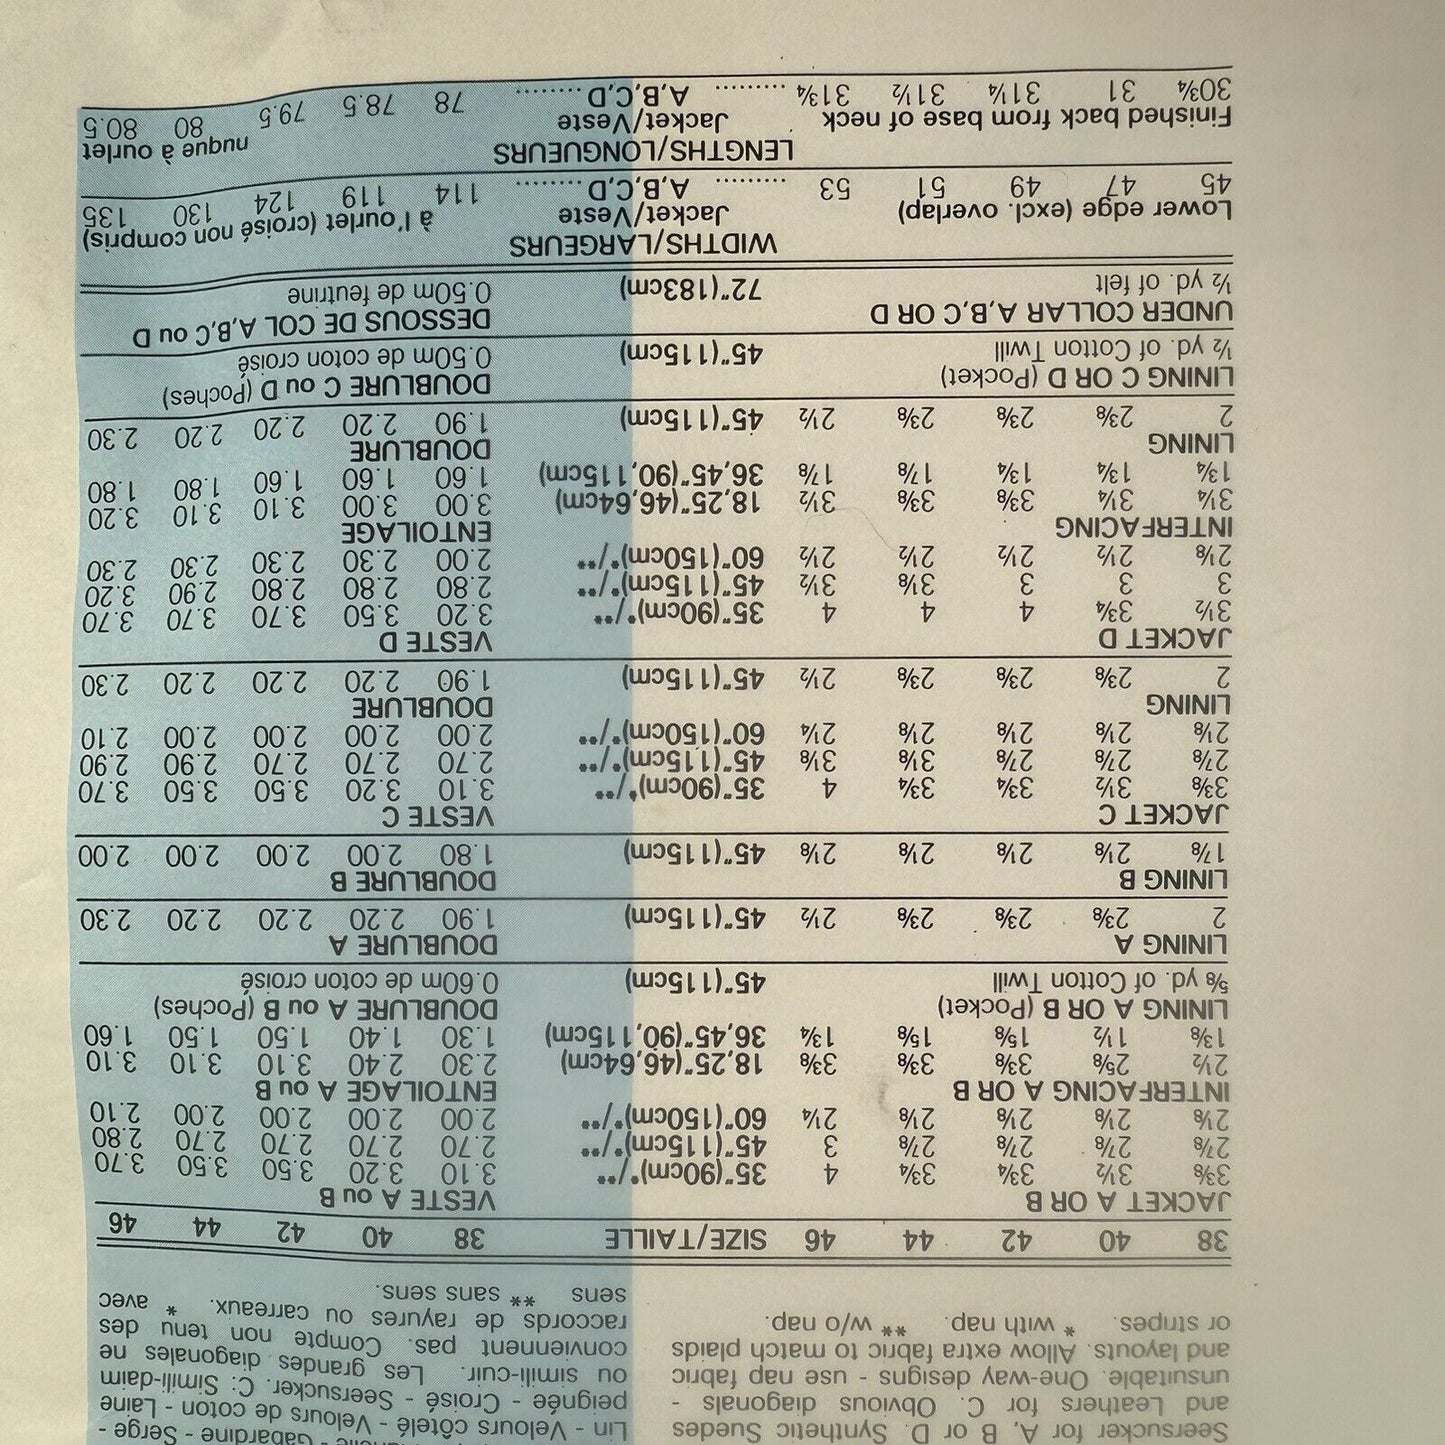 Seersucker for A, B or D. Synthetic Suedes
and Leathers for C. Obvious diagonals -
unsuitable. One-way designs - use nap fabric
and layouts. Allow extra fabric to match plaids
or stripes. * with nap. ** w/o nap.
- Gabardine - Serge -
Lin - Velours côtelé - Velours de coton - Laine
peignée - Croisé - Seersucker. C: Simili-daim
ou simili-cuir. Les grandes diagonales ne
conviennent pas. Compte non tenu des
raccords de rayures ou carreaux. * avec
sens ** sans sens.
38 40 42 44 46 SIZE/TAILLE 38 40 42 44 46
JACKET A OR B VESTE A ou B
3⅜ 3½ 3¾ 3¾ 4 35"(90cm)*/** 3.10 3.20 3.50 3.50 3.70
2⅞ 2⅞ 2⅞ 2⅞ 3 45"(115cm)*/** 2.70 2.70 2.70 2.70 2.80
2⅛ 2⅛ 2⅛ 2⅛ 2¼ 60"(150cm)*/** 2.00 2.00 2.00 2.00 2.10
INTERFACING A OR B ENTOILAGE A ou B
2½ 2⅝ 3⅜ 3⅜ 3⅜ 18,25"(46,64cm) 2.30 2.40 3.10 3.10 3.10
1⅜ 1½ 1⅝ 1⅝ 1¾ 36,45"(90,115cm) 1.30 1.40 1.50 1.50 1.60
LINING A OR B (Pocket) DOUBLURE A ou B (Poches)
⅝ yd. of Cotton Twill 45"(115cm) 0.60m de coton croisé
LINING A DOUBLURE A
2 2⅜ 2⅜ 2⅜ 2½ 45"(115cm) 1.90 2.20 2.20 2.20 2.30
LINING B DOUBLURE B
1⅞ 2⅛ 2⅛ 2⅛ 2⅛ 45"(115cm) 1.80 2.00 2.00 2.00 2.00
JACKET C VESTE C
3⅜ 3½ 3¾ 3¾ 4 35"(90cm)*/** 3.10 3.20 3.50 3.50 3.70
2⅞ 2⅞ 2⅞ 3⅛ 3⅛ 45"(115cm)*/** 2.70 2.70 2.70 2.90 2.90
2⅛ 2⅛ 2⅛ 2⅛ 2¼ 60"(150cm)*/** 2.00 2.00 2.00 2.00 2.10
LINING DOUBLURE
2 2⅜ 2⅜ 2⅜ 2½ 45"(115cm) 1.90 2.20 2.20 2.20 2.30
JACKET D VESTE D
3½ 3¾ 4 4 4 35"(90cm)*/** 3.20 3.50 3.70 3.70 3.70
3 3 3 3⅛ 3½ 45"(115cm)*/** 2.80 2.80 2.80 2.90 3.20
2⅛ 2½ 2½ 2½ 2½ 60"(150cm)*/** 2.00 2.30 2.30 2.30 2.30
INTERFACING ENTOILAGE
3¼ 3¼ 3⅜ 3⅜ 3½ 18,25"(46,64cm) 3.00 3.00 3.10 3.10 3.20
1¾ 1¾ 1¾ 1⅞ 1⅞ 36,45"(90,115cm) 1.60 1.60 1.60 1.80 1.80
LINING DOUBLURE
2 2⅜ 2⅜ 2⅜ 2½ 45"(115cm) 1.90 2.20 2.20 2.20 2.30
LINING C OR D (Pocket) DOUBLURE C ou D (Poches)
½ yd. of Cotton Twill 45"(115cm) 0.50m de coton croisé
UNDER COLLAR A,B,C OR D DESSOUS DE COL A,B,C ou D
½ yd. of felt 72"(183cm) 0.50m de feutrine
WIDTHS/LARGEURS
Lower edge (excl. overlap) Jacket/Veste à l'ourlet (croisé non compris)
45 47 49 51 53 ........ A,B,C,D ........ 114 119 124 130 135
LENGTHS/LONGUEURS
Finished back from base of neck Jacket/Veste nuque à ourlet
30¾ 31 31¼ 31½ 31¾ ........ A,B,C,D ........ 78 78.5 79.5 80 80.5